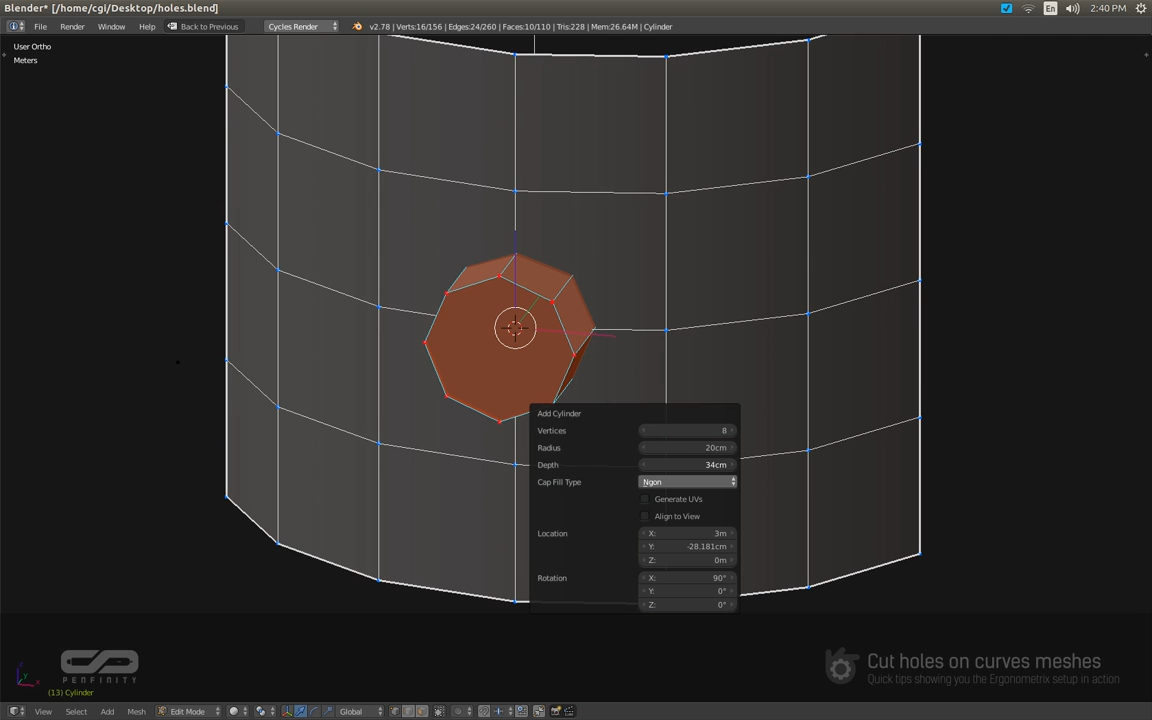 Blender* [/home/cgi/Desktop/holes.blend]
En
2:40 PM
File
Render
Window
Help
Back to Previous
Cycles Render
v2.78 | Verts:16/156 | Edges:24/260 | Faces:10/110 | Tris:228 | Mem:26.64M | Cylinder
User Ortho
Meters
Add Cylinder
Vertices
8
Radius
20cm
Depth
34cm
Cap Fill Type
Ngon
Generate UVs
Align to View
Location
X:
3m
Y:
-28.181cm
Z:
0m
Rotation
X:
90°
Y:
0°
Z:
0°
PENFINITY
Cut holes on curves meshes
Quick tips showing you the Ergonometrix setup in action
(13) Cylinder
View
Select
Add
Mesh
Edit Mode
Global